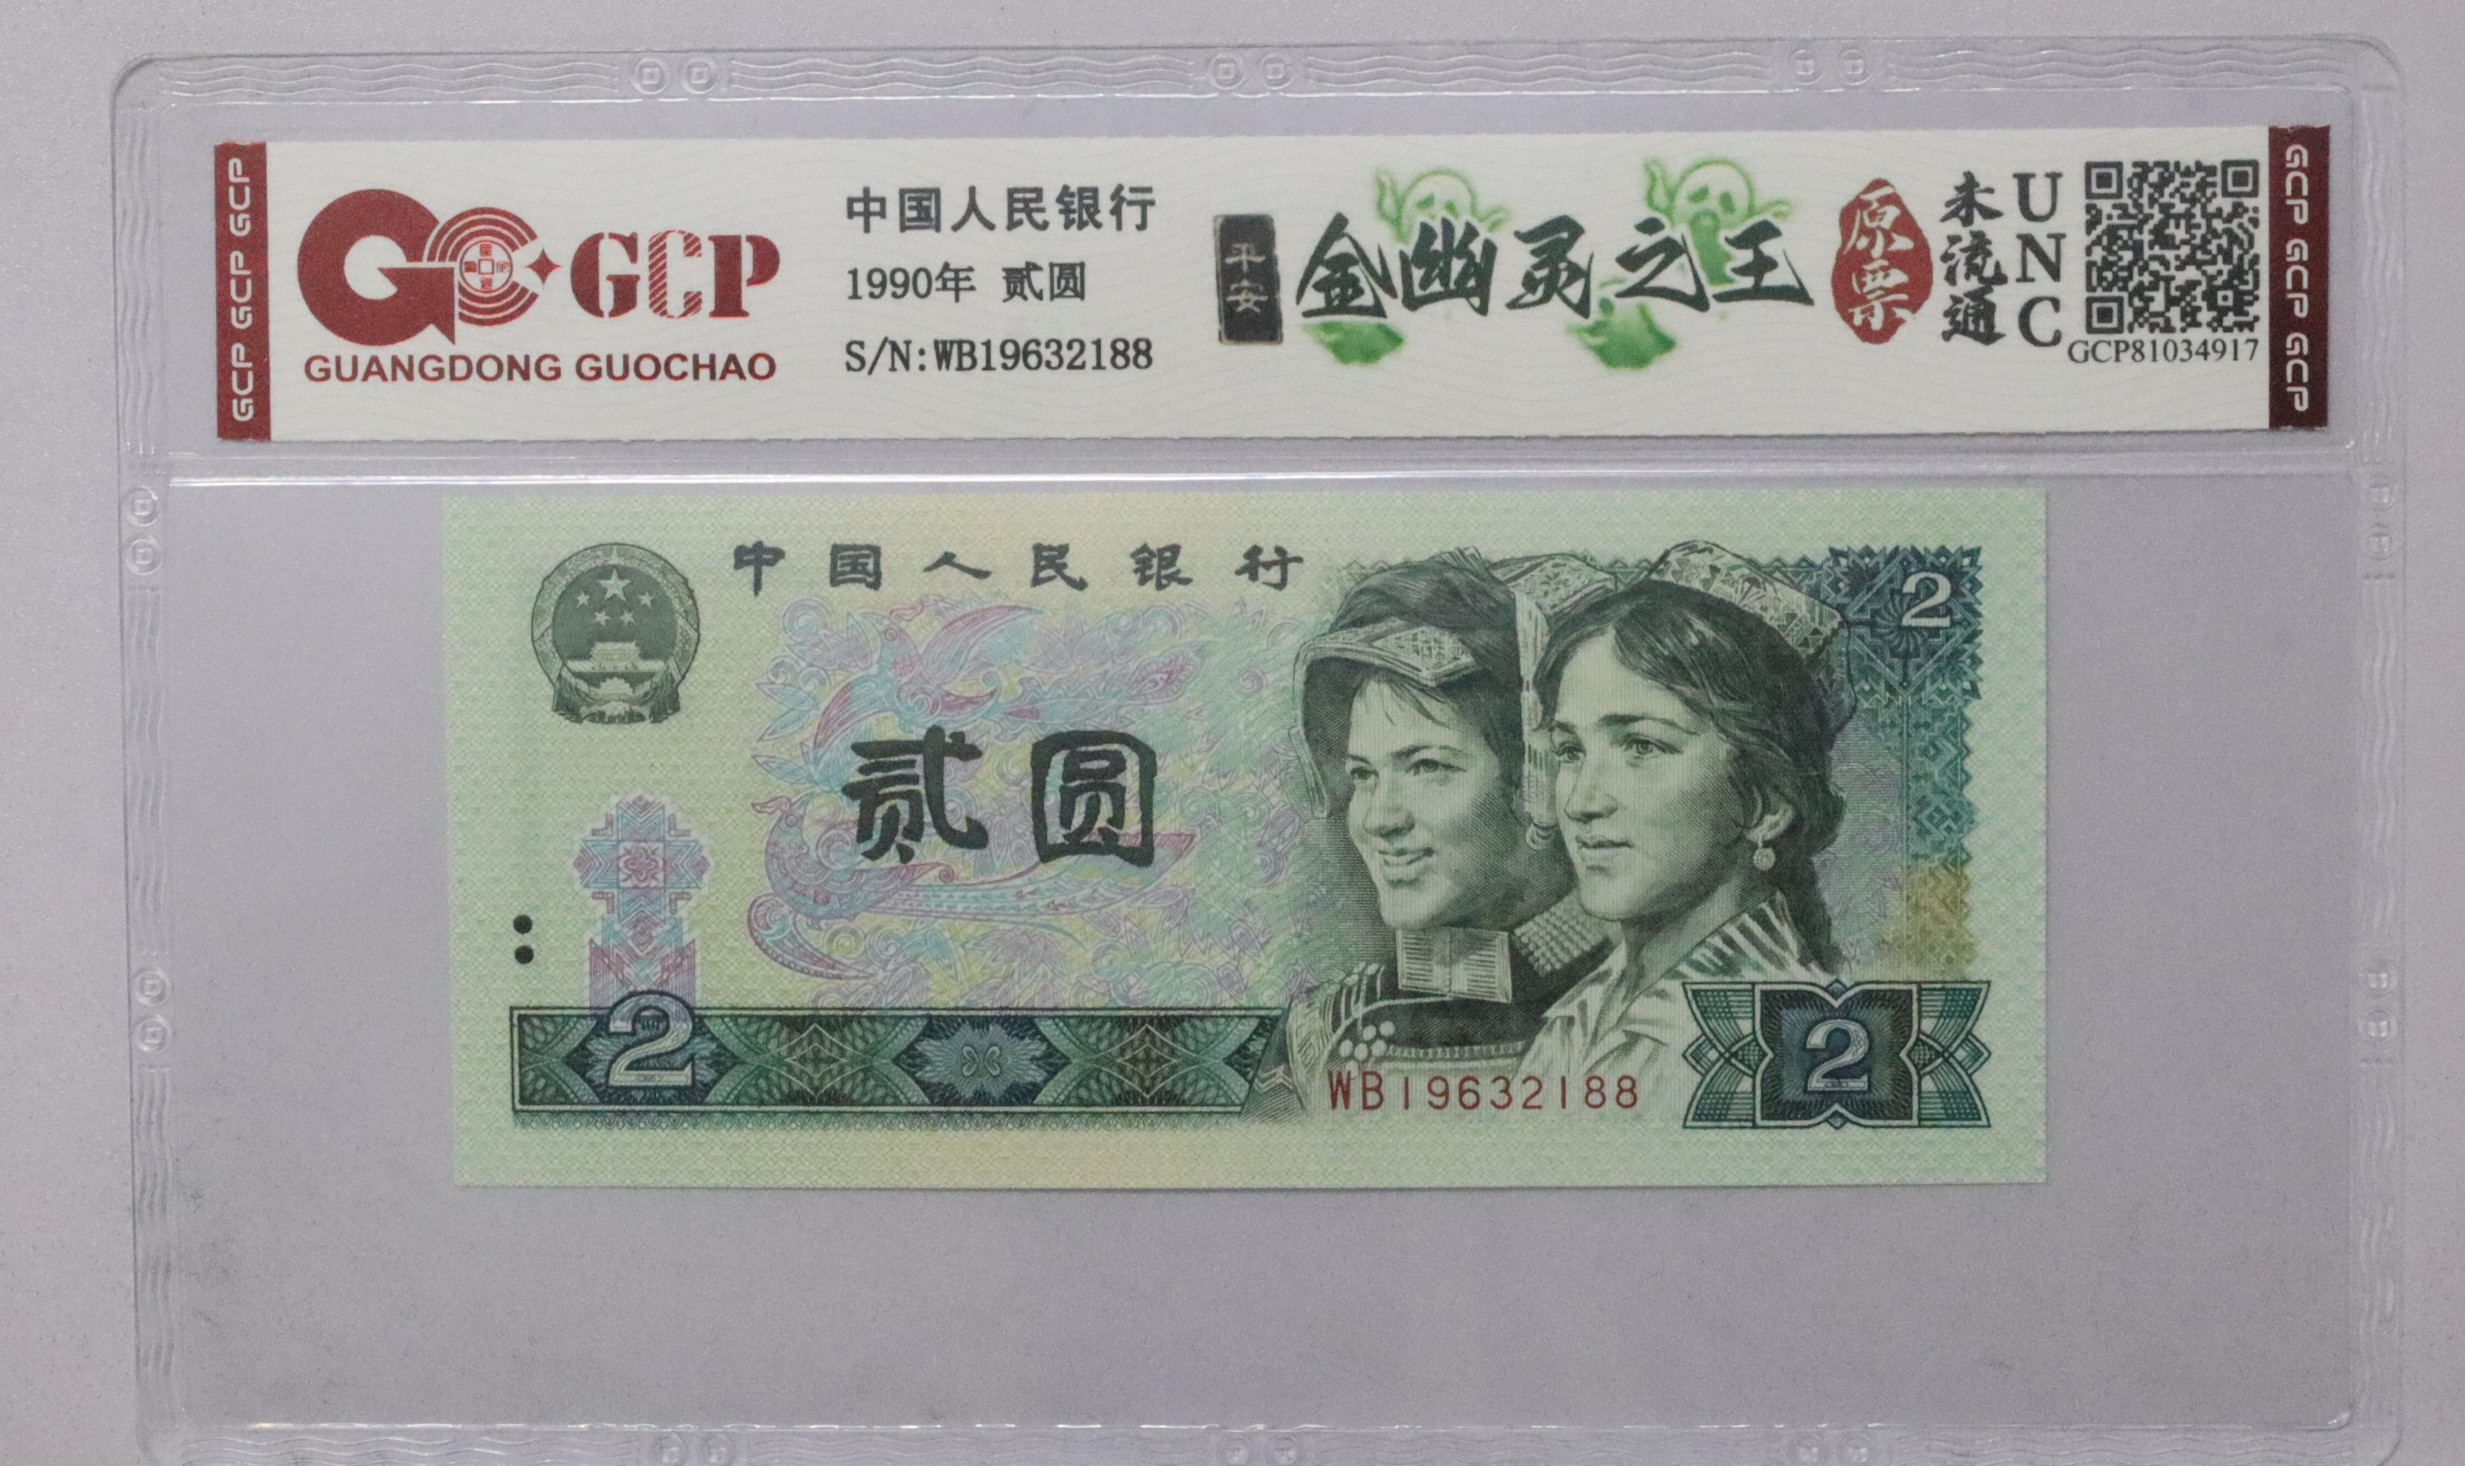 GCP GCP GCP
GCP
GUANGDONG GUOCHAO
中国人民银行
1990年 贰圆
S/N:WB19632188
平安
金幽灵之王
原票
未流通
UNC
GCP81034917
GCP GCP GCP
中国人民银行
贰圆
2
2
WB19632188
2